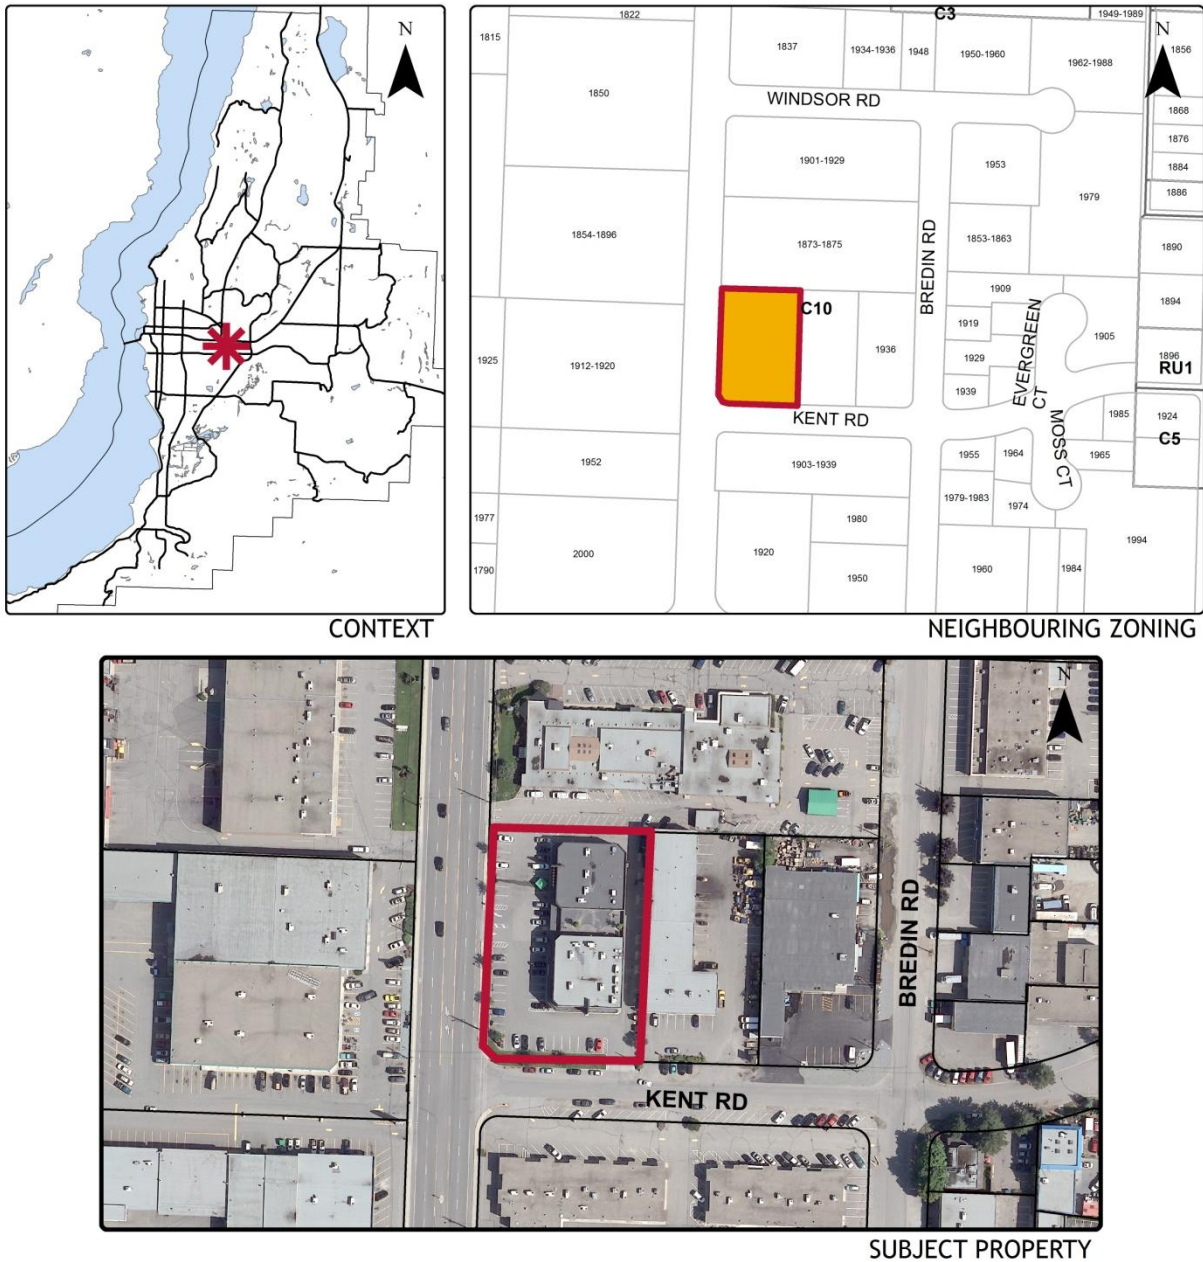 N
CONTEXT
1822
C3
1949-1989
N
1815
1837
1934-1936
1948
1950-1960
1962-1988
1856
1850
WINDSOR RD
1868
1876
1884
1886
1901-1929
1953
1979
1854-1896
1873-1875
BREDIN RD
1853-1863
1890
1909
1894
C10
1919
EVERGREEN CT
1905
1925
1912-1920
1936
1929
1896
RU1
1939
KENT RD
MOSS CT
1985
1924
C5
1952
1903-1939
1955
1964
1965
1977
1979-1983
1974
1980
1920
1994
2000
1790
1950
1960
1984
NEIGHBOURING ZONING
N
BREDIN RD
KENT RD
SUBJECT PROPERTY